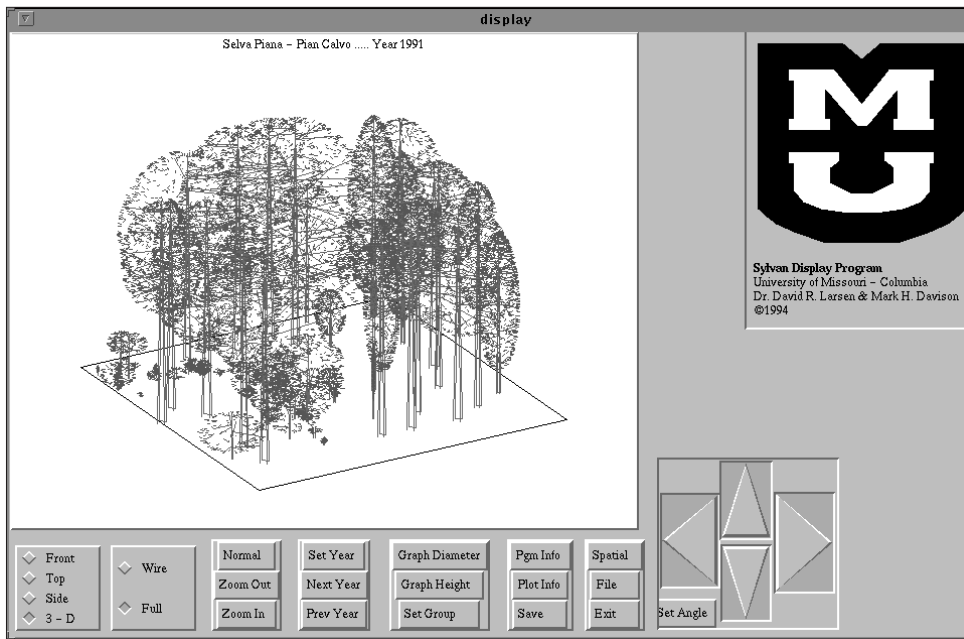 display
Selva Piana – Pian Calvo ..... Year 1991
MU
Sylvan Display Program
University of Missouri – Columbia
Dr. David R. Larsen & Mark H. Davison
©1994
Front
Top
Side
3 – D
Wire
Full
Normal
Zoom Out
Zoom In
Set Year
Next Year
Prev Year
Graph Diameter
Graph Height
Set Group
Pgm Info
Plot Info
Save
Spatial
File
Exit
Set Angle